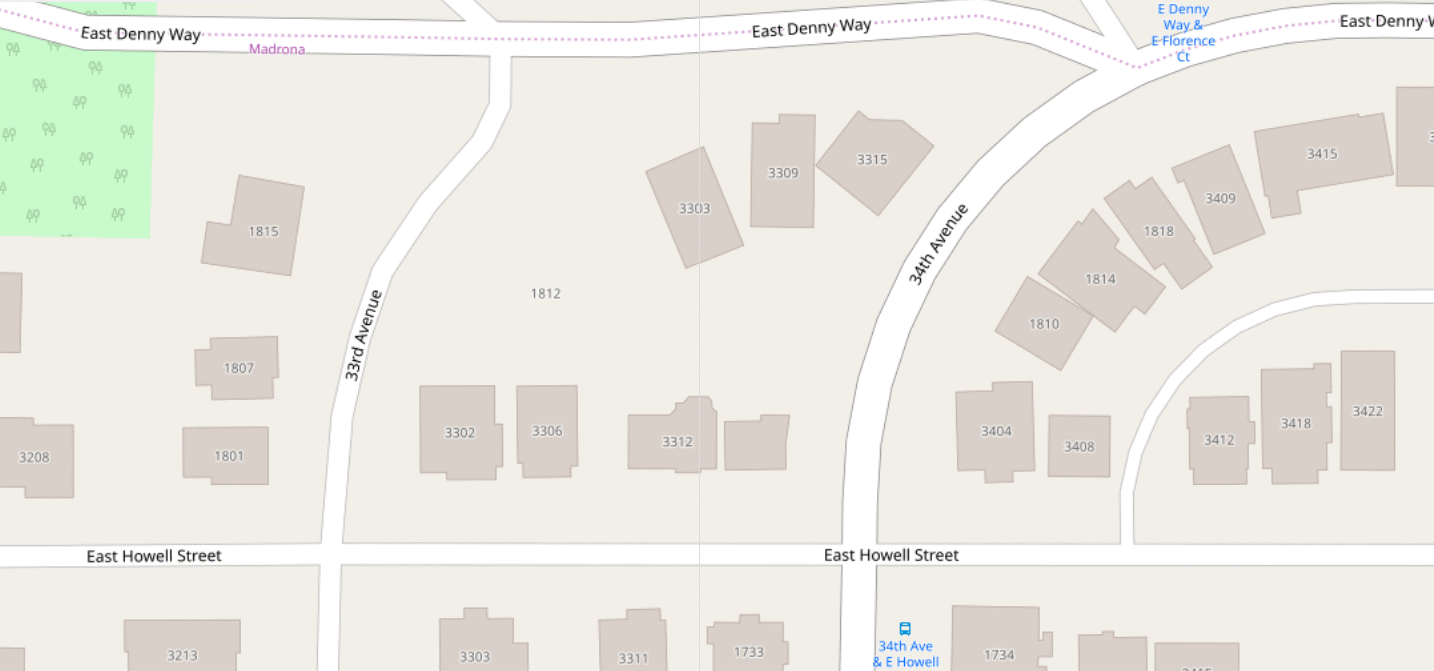 East Denny Way
Madrona
East Denny Way
E Denny
Way &
E Florence
Ct
East Denny W
3309
3315
3415
3303
3409
1815
1818
34th Avenue
1814
1812
1810
33rd Avenue
1807
3302
3306
3312
3404
3408
3412
3418
3422
3208
1801
East Howell Street
East Howell Street
3213
3303
3311
1733
34th Ave
& E Howell
1734